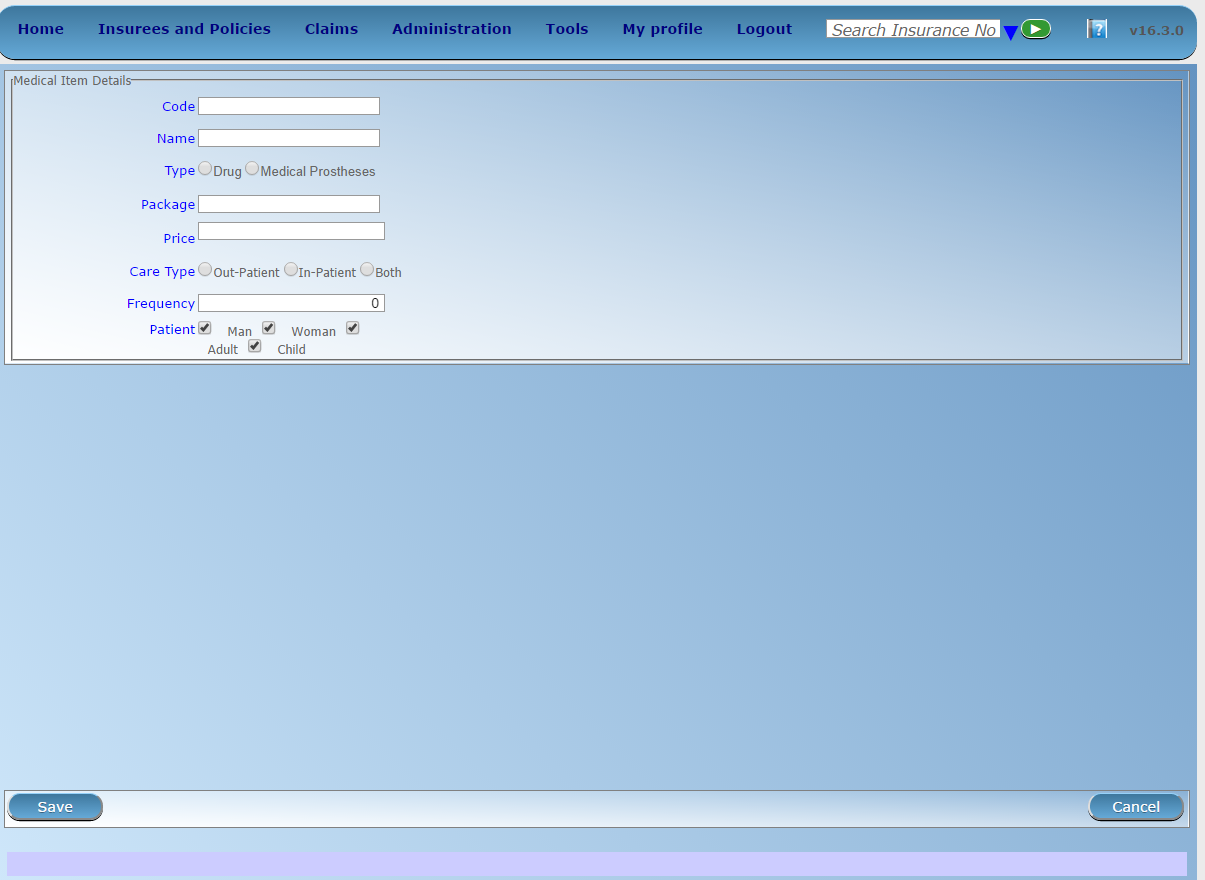 Home Insurees and Policies Claims Administration Tools My profile Logout Search Insurance No ? v16.3.0
Medical Item Details
Code
Name
Type Drug Medical Prostheses
Package
Price
Care Type Out-Patient In-Patient Both
Frequency 0
Patient Man Woman
Adult Child
Save Cancel